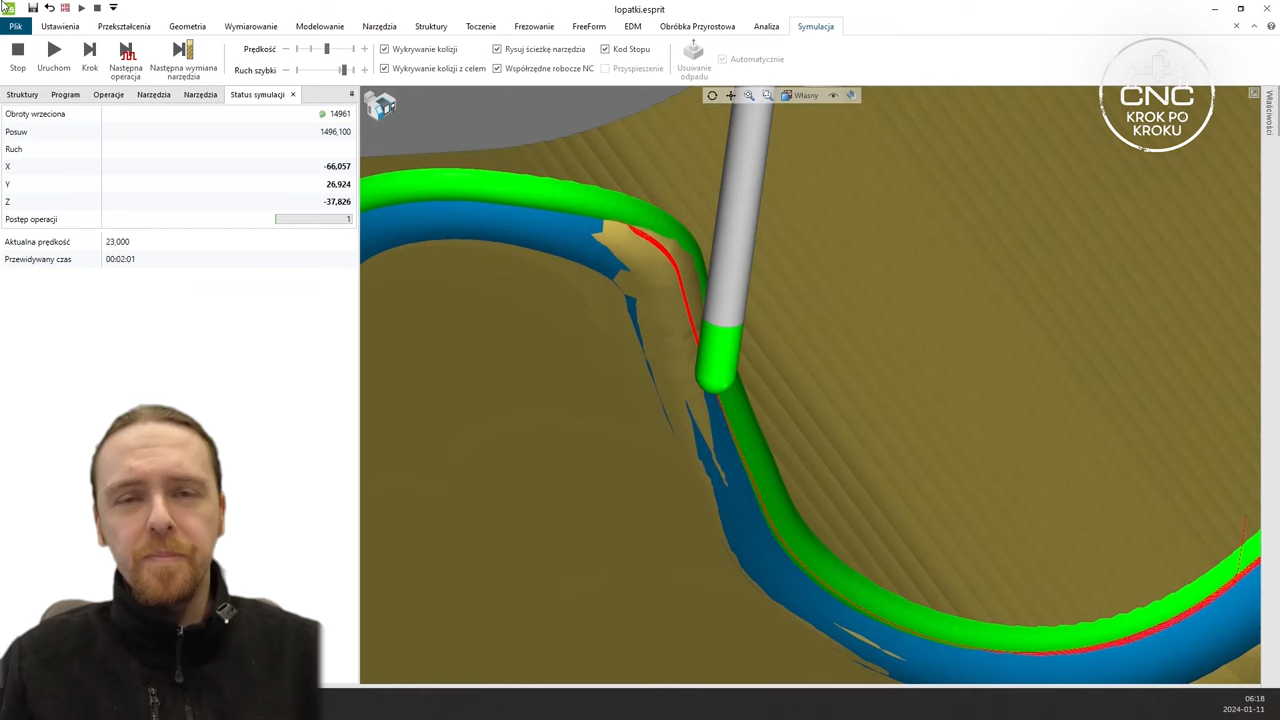 lopatki.esprit
Plik Ustawienia Przekształcenia Geometria Wymiarowanie Modelowanie Narzędzia Struktury Toczenie Frezowanie FreeForm EDM Obróbka Przyrostowa Analiza Symulacja
Stop Uruchom Krok Następna operacja Następna wymiana narzędzia
Prędkość
Ruch szybki
Wykrywanie kolizji Rysuj ścieżkę narzędzia Kod Stopu
Wykrywanie kolizji z celem Współrzędne robocze NC Przyspieszenie
Usuwanie odpadu
Automatycznie
CNC
KROK PO
KROKU
Struktury Program Operacje Narzędzia Narzędzia Status symulacji
Własny
Właściwości
Obroty wrzeciona 14961
Posuw 1496,100
Ruch
X -66,057
Y 26,924
Z -37,826
Postęp operacji 1
Aktualna prędkość 23,000
Przewidywany czas 00:02:01
06:18
2024-01-11